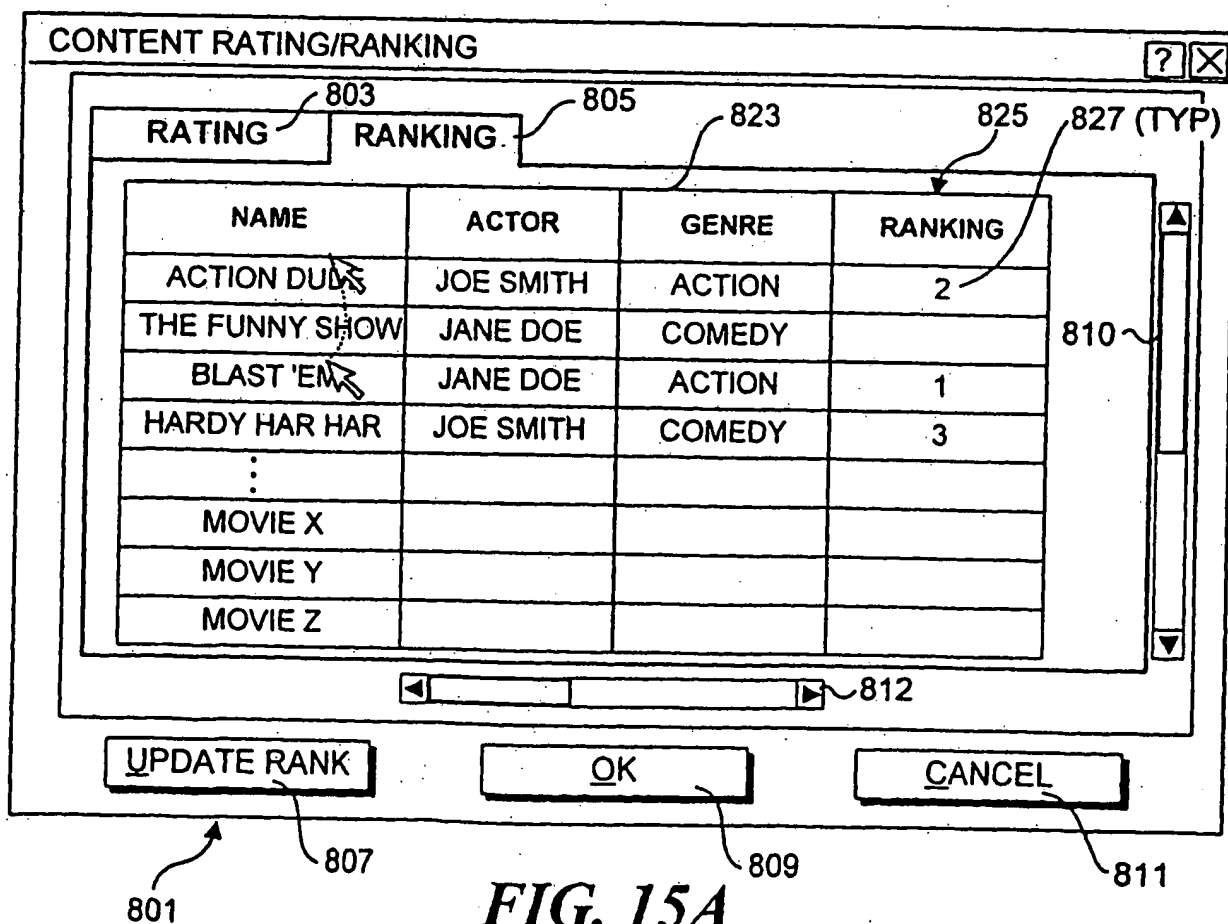 CONTENT RATING/RANKING ? X
803 805 823 825 827 (TYP)
RATING RANKING
NAME ACTOR GENRE RANKING
ACTION DUDE JOE SMITH ACTION 2
THE FUNNY SHOW JANE DOE COMEDY
810
BLAST 'EM JANE DOE ACTION 1
HARDY HAR HAR JOE SMITH COMEDY 3
⋮
MOVIE X
MOVIE Y
MOVIE Z
812
UPDATE RANK OK CANCEL
807 809 811
801
FIG. 15A